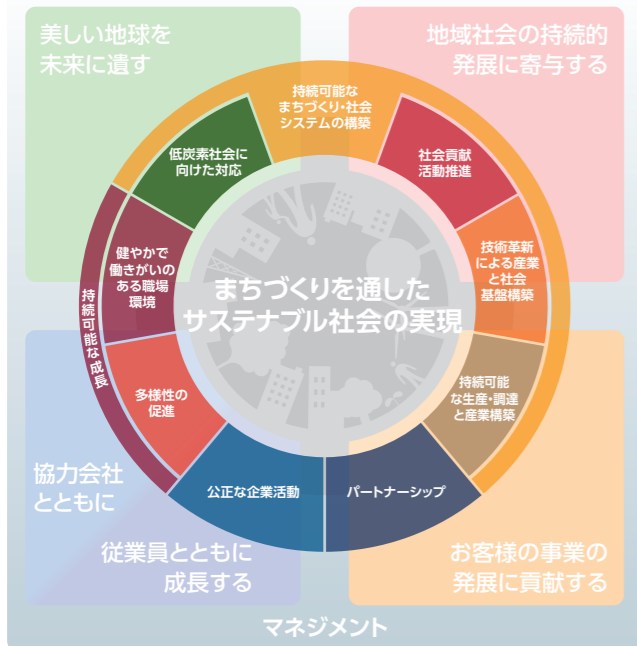 美しい地球を
未来に遺す
地域社会の持続的
発展に寄与する
持続可能な
まちづくり・社会
システムの構築
低炭素社会に
向けた対応
社会貢献
活動推進
健やかで
働きがいの
ある職場
環境
技術革新
による産業
と社会
基盤構築
まちづくりを通した
サステナブル社会の実現
持続可能な成長
多様性の
促進
持続可能
な生産・調達
と産業構築
公正な企業活動
パートナーシップ
協力会社
とともに
従業員とともに
成長する
お客様の事業の
発展に貢献する
マネジメント